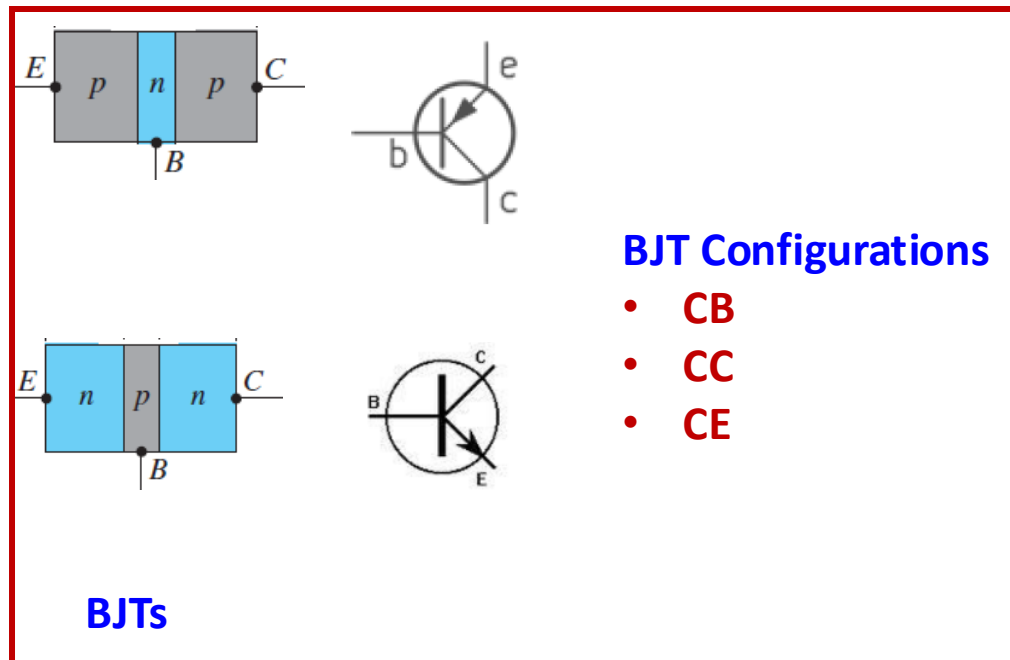 E p n p C
B
e
b
c
BJT Configurations
• CB
• CC
• CE
E n p n C
B
C
B
E
BJTs